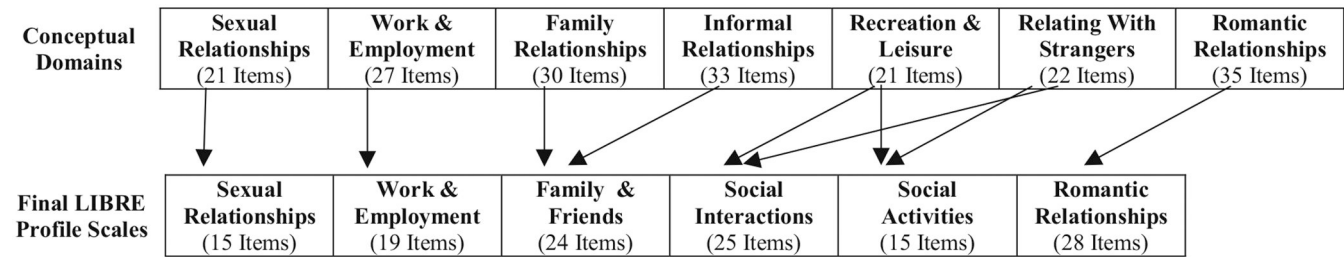 Conceptual Domains
Sexual Relationships (21 Items)
Work & Employment (27 Items)
Family Relationships (30 Items)
Informal Relationships (33 Items)
Recreation & Leisure (21 Items)
Relating With Strangers (22 Items)
Romantic Relationships (35 Items)
Final LIBRE Profile Scales
Sexual Relationships (15 Items)
Work & Employment (19 Items)
Family & Friends (24 Items)
Social Interactions (25 Items)
Social Activities (15 Items)
Romantic Relationships (28 Items)